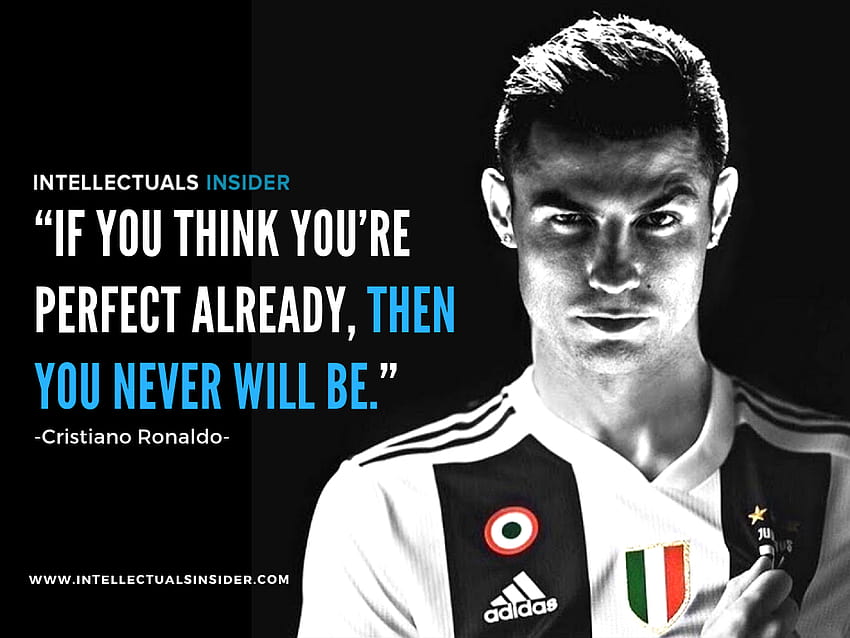 INTELLECTUALS INSIDER
“IF YOU THINK YOU’RE
PERFECT ALREADY, THEN
YOU NEVER WILL BE.”
-Cristiano Ronaldo-
adidas
WWW.INTELLECTUALSINSIDER.COM